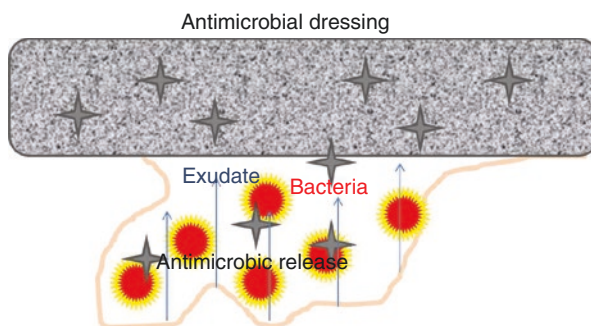 Antimicrobial dressing
Exudate
Bacteria
Antimicrobic release